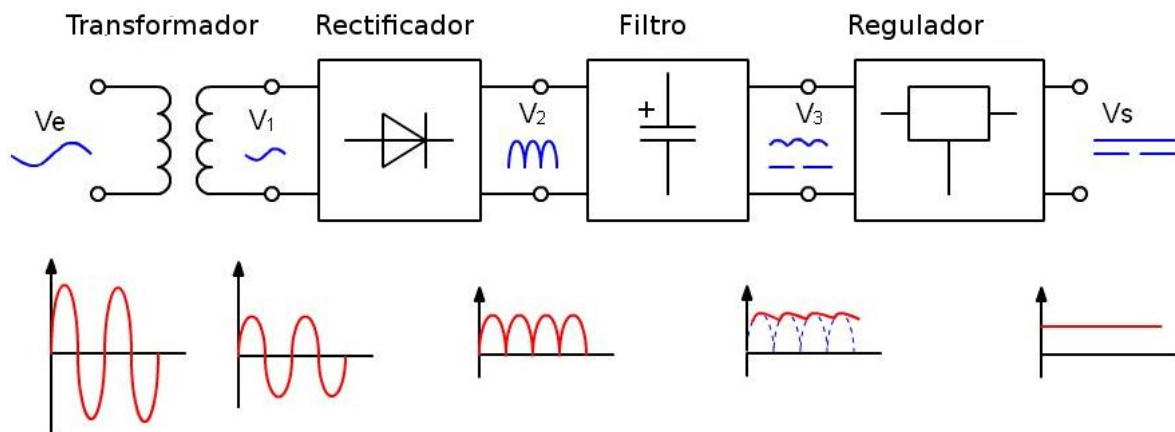 Transformador Rectificador Filtro Regulador
Ve V₁ V₂ + V₃ Vs